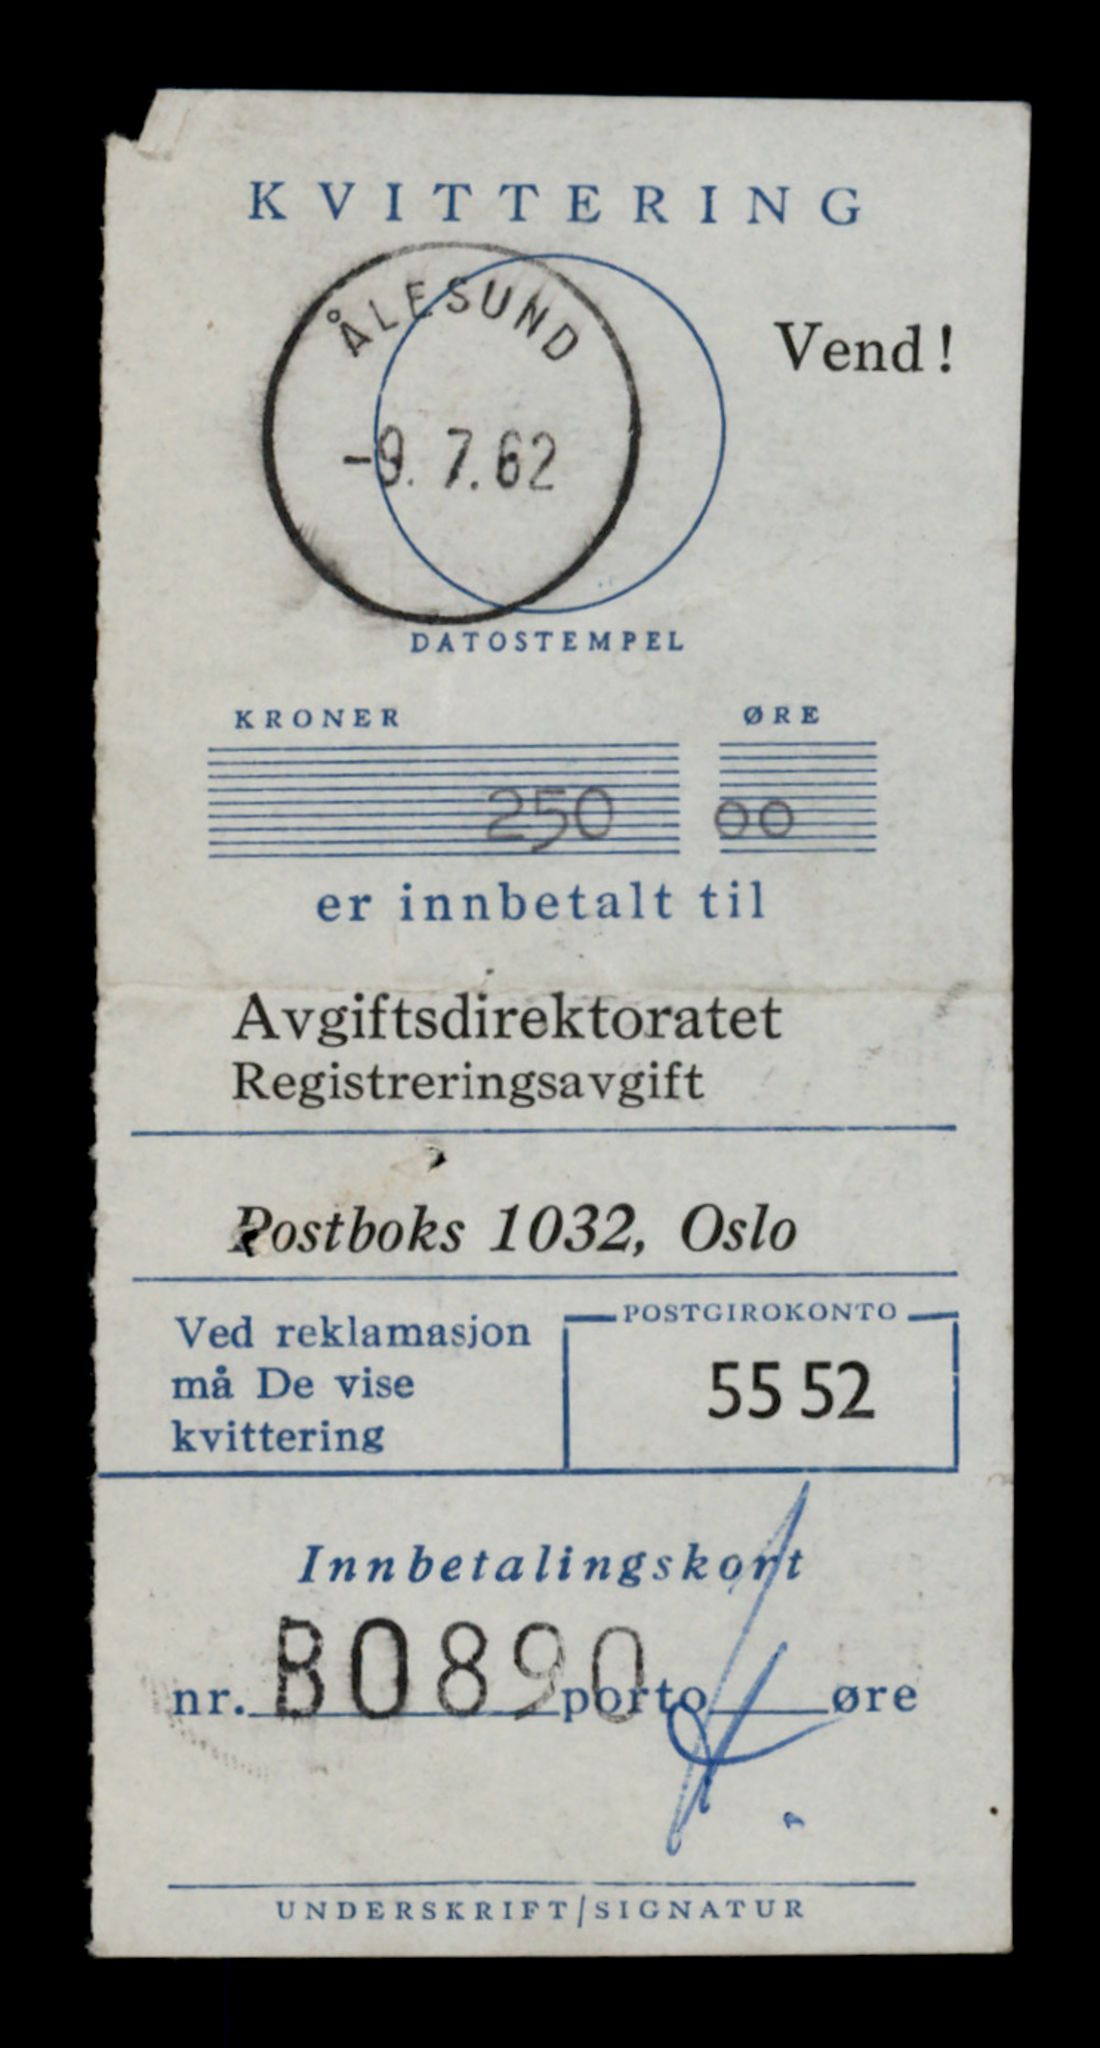 KVITTERING
ÅLESUND
Vend!
-9. 7. 62
DATOSTEMPEL
KRONER ØRE
250 00
er innbetalt til
Avgiftsdirektoratet
Registreringsavgift
Postboks 1032, Oslo
Ved reklamasjon
må De vise
kvittering
POSTGIROKONTO
55 52
Innbetalingskort
nr. B0890 porto øre
UNDERSKRIFT/SIGNATUR